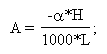 A = -α*H / 1000*L ;